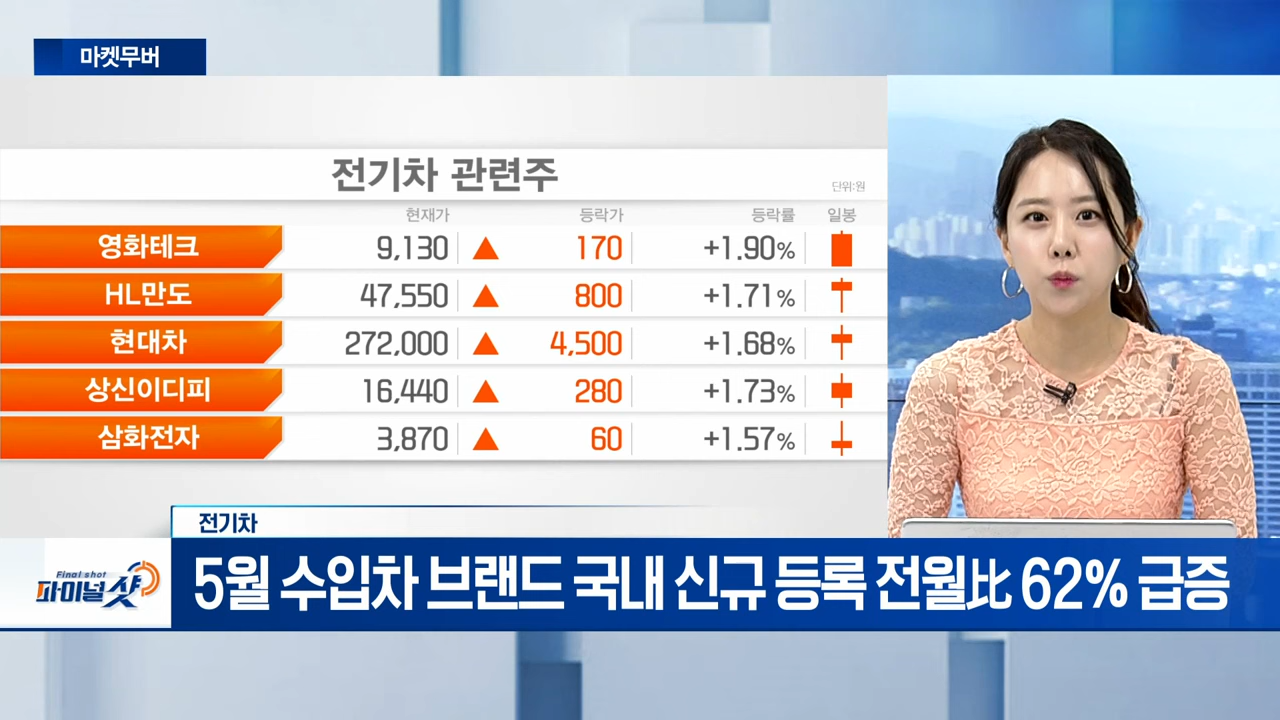 마켓무버
전기차 관련주
단위:원
현재가 등락가 등락률 일봉
영화테크 9,130 ▲ 170 +1.90%
HL만도 47,550 ▲ 800 +1.71%
현대차 272,000 ▲ 4,500 +1.68%
상신이디피 16,440 ▲ 280 +1.73%
삼화전자 3,870 ▲ 60 +1.57%
전기차
Final shot
파이널샷
5월 수입차 브랜드 국내 신규 등록 전월比 62% 급증